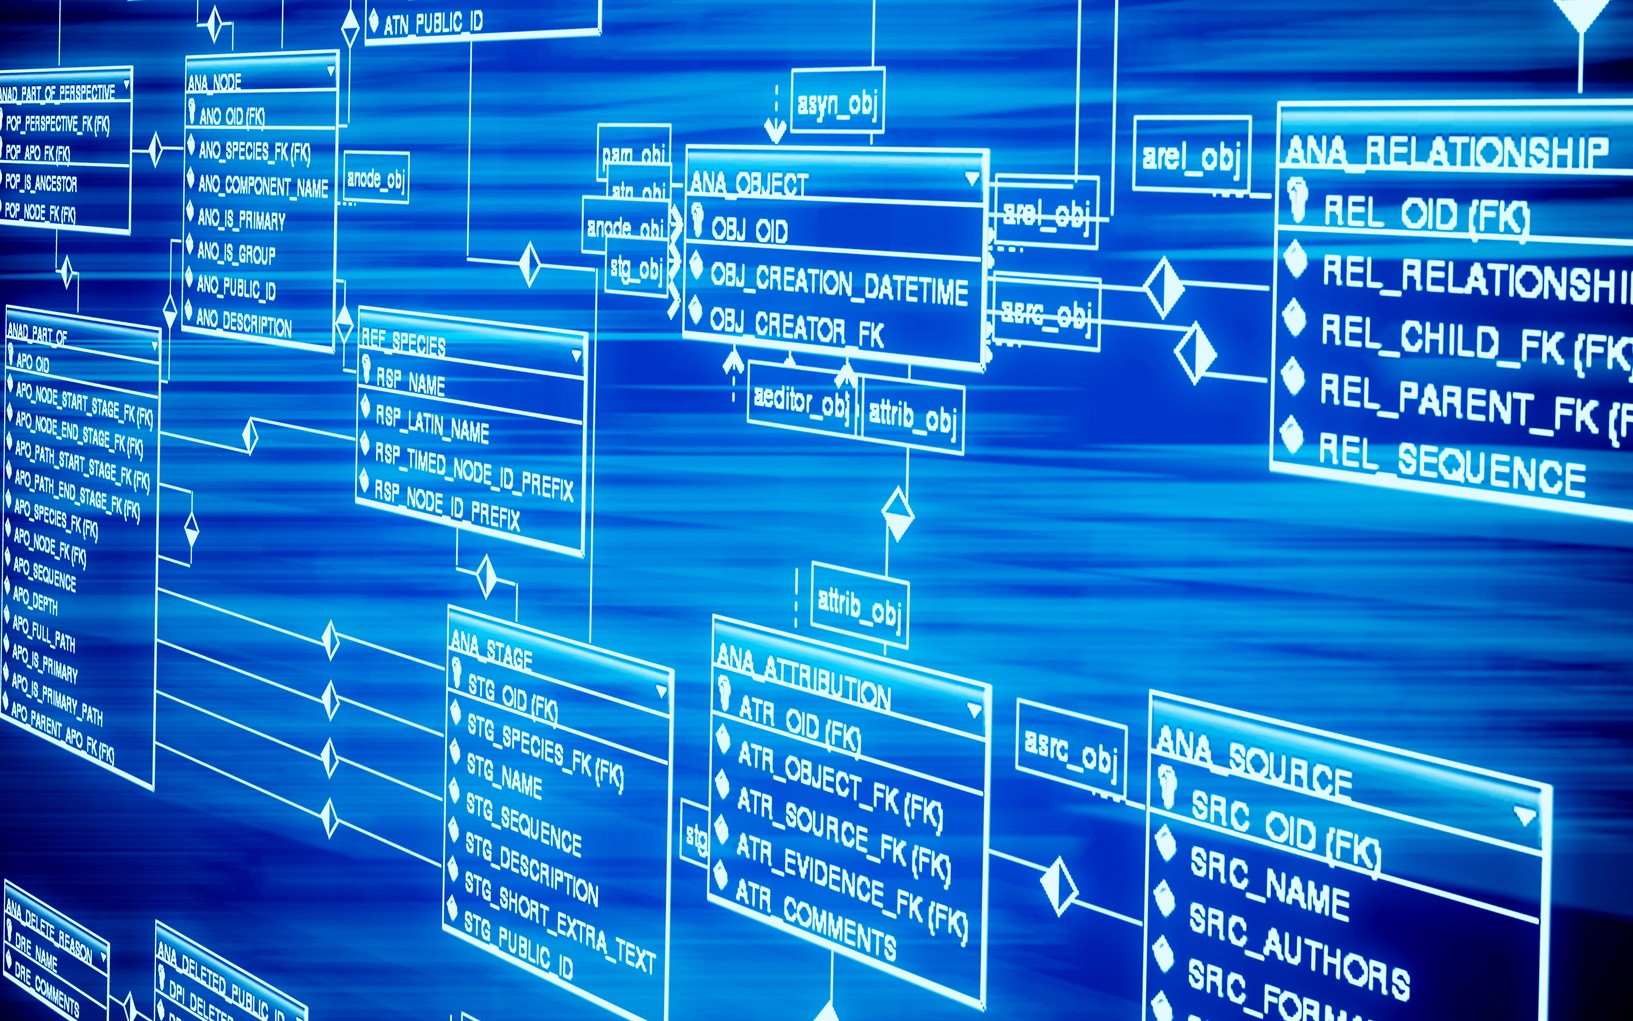 ATN_PUBLIC_ID
ANAD_PART_OF_PERSPECTIVE
POP_PERSPECTIVE_FK (FK)
POP_APO_FK (FK)
POP_IS_ANCESTOR
POP_NODE_FK (FK)
ANA_NODE
ANO_OID (FK)
ANO_SPECIES_FK (FK)
ANO_COMPONENT_NAME
ANO_IS_PRIMARY
ANO_IS_GROUP
ANO_PUBLIC_ID
ANO_DESCRIPTION
anode_obj
asyn_obj
atn_obj
anode_obj
stg_obj
ANA_OBJECT
OBJ_OID
OBJ_CREATION_DATETIME
OBJ_CREATOR_FK
arel_obj
asrc_obj
aeditor_obj
attrib_obj
arel_obj
ANA_RELATIONSHIP
REL_OID (FK)
REL_RELATIONSHI
REL_CHILD_FK (FK)
REL_PARENT_FK (F
REL_SEQUENCE
ANAD_PART_OF
APO_OID
APO_NODE_START_STAGE_FK (FK)
APO_NODE_END_STAGE_FK (FK)
APO_PATH_START_STAGE_FK (FK)
APO_PATH_END_STAGE_FK (FK)
APO_SPECIES_FK (FK)
APO_NODE_FK (FK)
APO_SEQUENCE
APO_DEPTH
APO_FULL_PATH
APO_IS_PRIMARY
APO_IS_PRIMARY_PATH
APO_PARENT_APO_FK (FK)
REF_SPECIES
RSP_NAME
RSP_LATIN_NAME
RSP_TIMED_NODE_ID_PREFIX
RSP_NODE_ID_PREFIX
attrib_obj
ANA_STAGE
STG_OID (FK)
STG_SPECIES_FK (FK)
STG_NAME
STG_SEQUENCE
STG_DESCRIPTION
STG_SHORT_EXTRA_TEXT
STG_PUBLIC_ID
stg
ANA_ATTRIBUTION
ATR_OID (FK)
ATR_OBJECT_FK (FK)
ATR_SOURCE_FK (FK)
ATR_EVIDENCE_FK (FK)
ATR_COMMENTS
asrc_obj
ANA_SOURCE
SRC_OID (FK)
SRC_NAME
SRC_AUTHORS
SRC_FORMA
ANA_DELETE_REASON
DRE_NAME
DRE_COMMENTS
ANA_DELETED_PUBLIC_ID